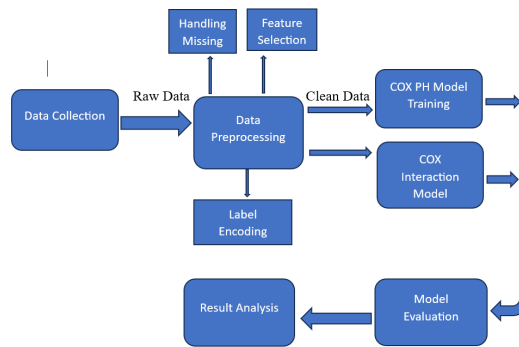 Handling
Missing
Feature
Selection
Data Collection
Raw Data
Data
Preprocessing
Clean Data
COX PH Model
Training
COX
Interaction
Model
Label
Encoding
Result Analysis
Model
Evaluation